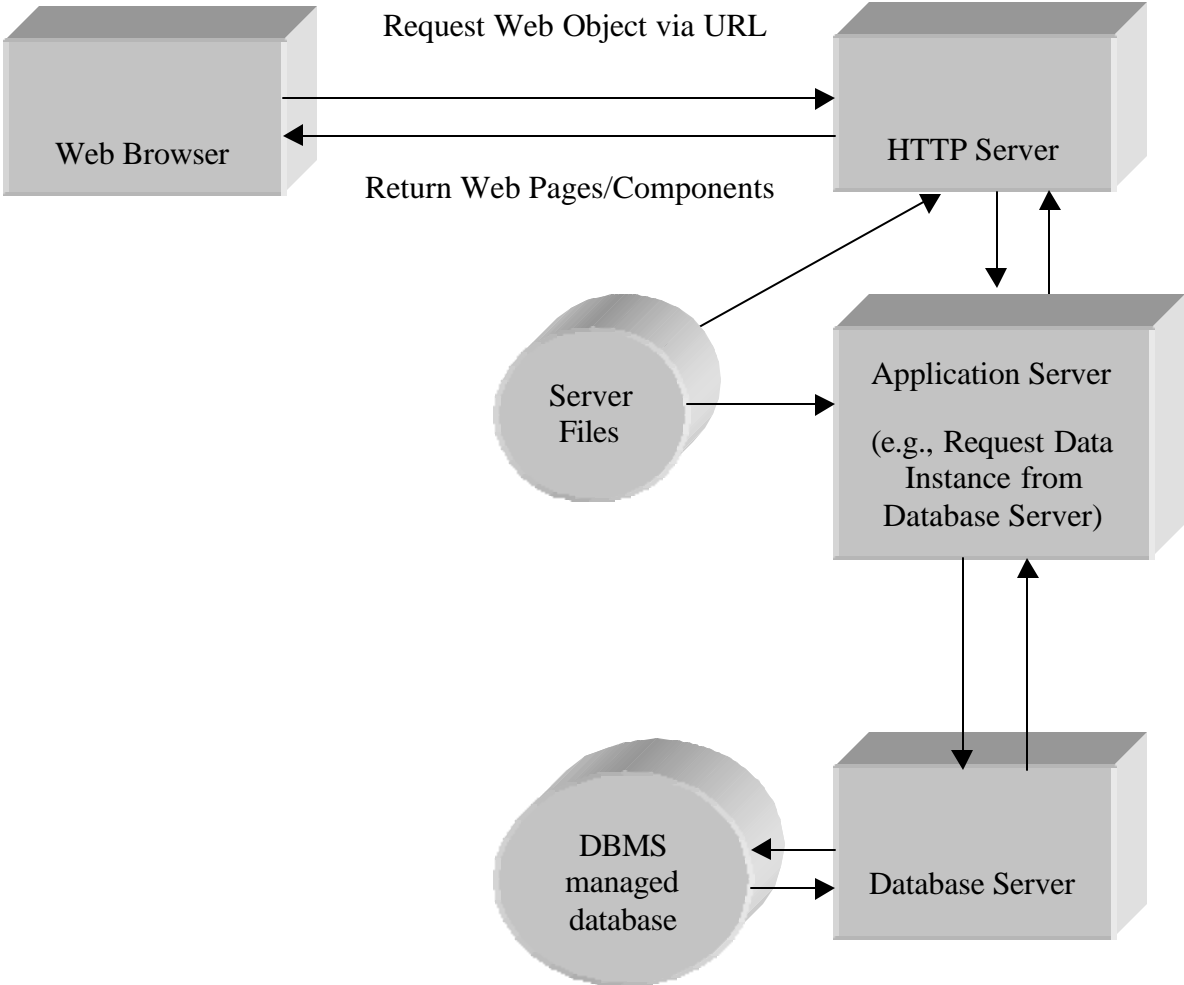 Request Web Object via URL
Web Browser
HTTP Server
Return Web Pages/Components
Server
Files
Application Server
(e.g., Request Data
Instance from
Database Server)
DBMS
managed
database
Database Server